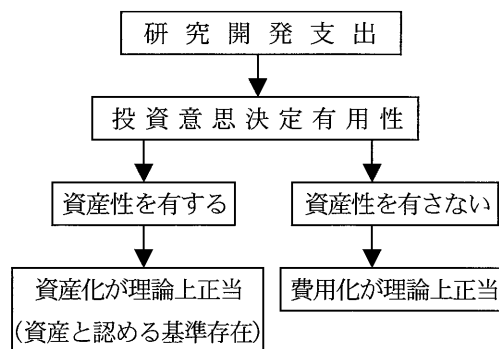 研究開発支出
投資意思決定有用性
資産性を有する
資産性を有さない
資産化が理論上正当
(資産と認める基準存在)
費用化が理論上正当